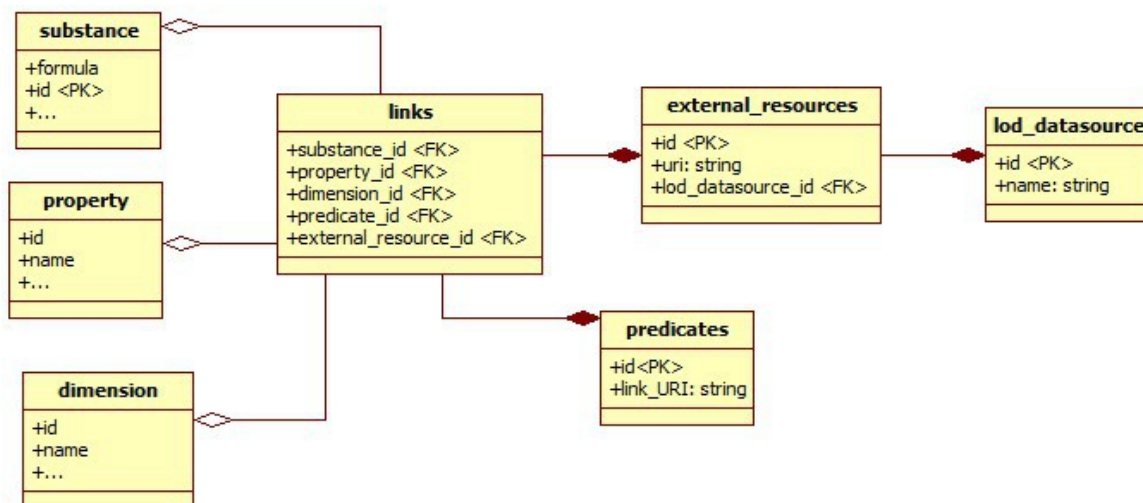 substance
+formula
+id <PK>
+...
links
+substance_id <FK>
+property_id <FK>
+dimension_id <FK>
+predicate_id <FK>
+external_resource_id <FK>
external_resources
+id <PK>
+uri: string
+lod_datasource_id <FK>
lod_datasource
+id <PK>
+name: string
property
+id
+name
+...
predicates
+id<PK>
+link_URI: string
dimension
+id
+name
+...